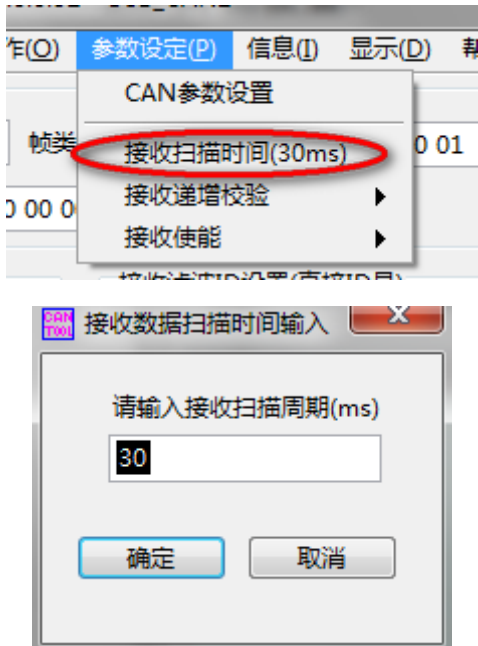 作(O) 参数设定(P) 信息(I) 显示(D) 帮
CAN参数设置
帧类
接收扫描时间(30ms)
0 01
0 00 0
接收递增校验
接收使能
CAN TOOL 接收数据扫描时间输入 X
请输入接收扫描周期(ms)
30
确定 取消